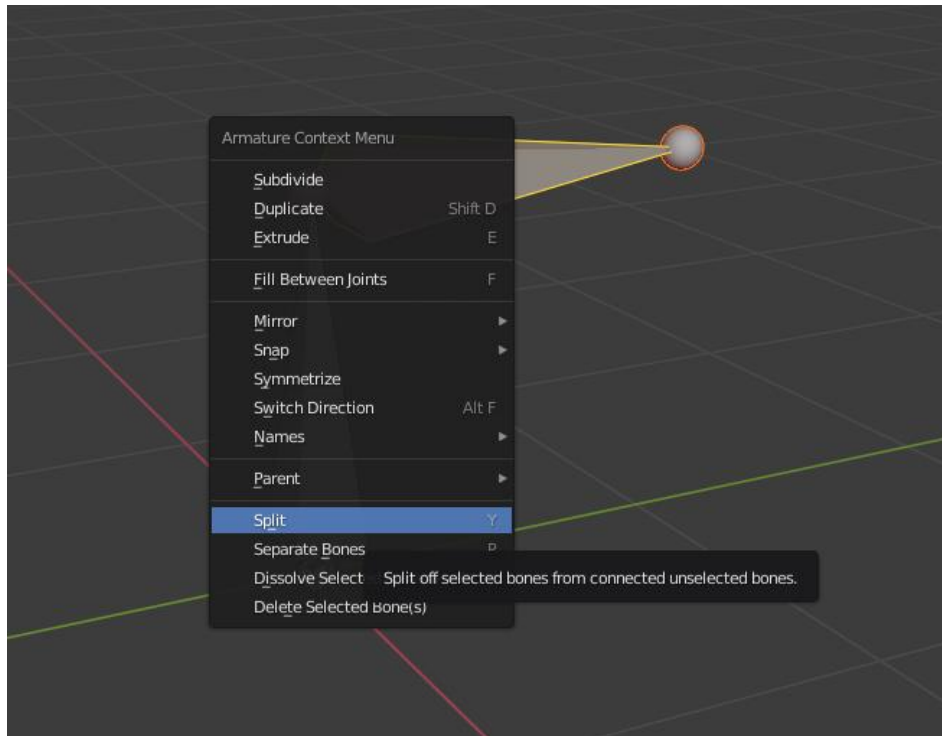 Armature Context Menu
Subdivide
Duplicate Shift D
Extrude E
Fill Between Joints F
Mirror
Snap
Symmetrize
Switch Direction Alt F
Names
Parent
Split Y
Separate Bones P
Dissolve Select Split off selected bones from connected unselected bones.
Delete Selected Bone(s)